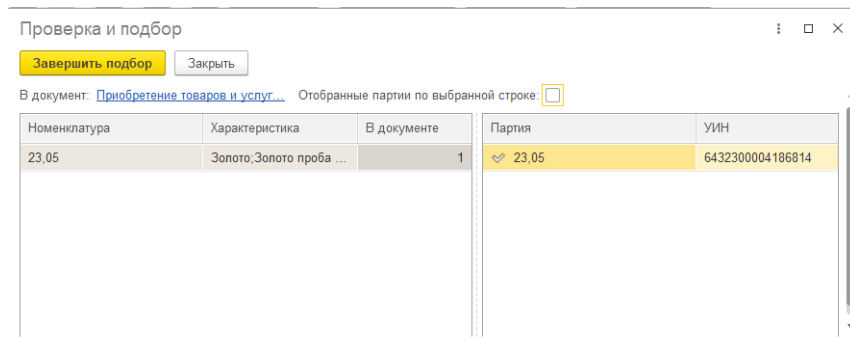 Проверка и подбор
Завершить подбор Закрыть
В документ: Приобретение товаров и услуг... Отобранные партии по выбранной строке:
Номенклатура Характеристика В документе Партия УИН
23,05 Золото;Золото проба ... 1 23,05 6432300004186814